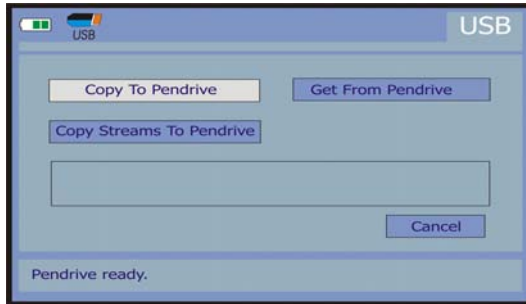 USB
USB
Copy To Pendrive
Get From Pendrive
Copy Streams To Pendrive
Cancel
Pendrive ready.